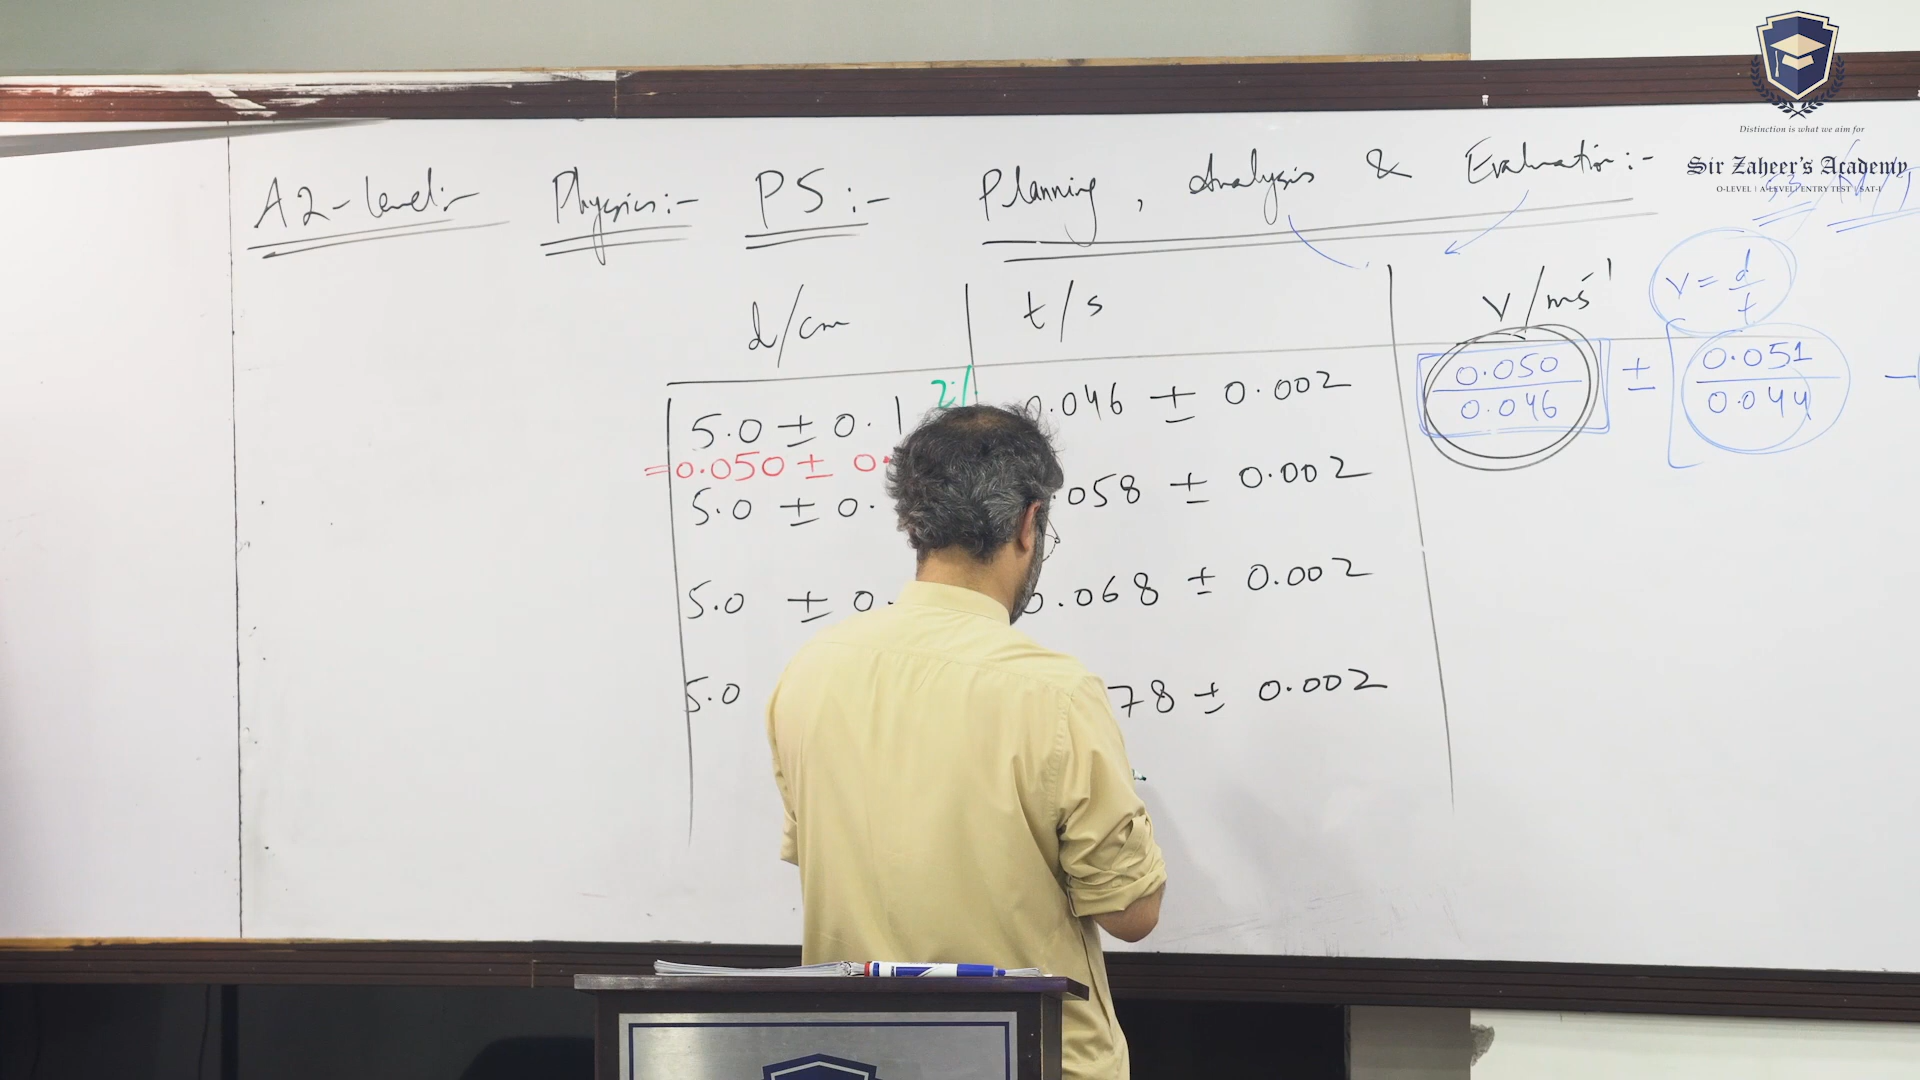 Distinction is what we aim for
Sir Zaheer's Academy
O-LEVEL | A-LEVEL | ENTRY TEST | SAT-I
A2-level:- Physics:- P5:- Planning, Analysis & Evaluation:-
d/cm t/s V/ms⁻¹ V = d/t
2%
5.0 ± 0.1 0.046 ± 0.002 0.050/0.046 ± [0.051/0.044 -
= 0.050 ± 0.
5.0 ± 0. .058 ± 0.002
5.0 ± 0. 0.068 ± 0.002
5.0 78 ± 0.002